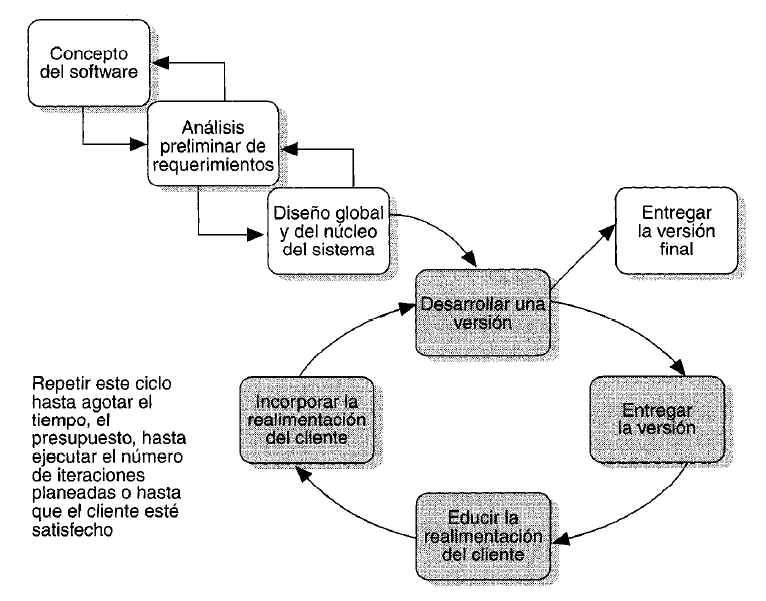 Concepto
del software
Análisis
preliminar de
requerimientos
Diseño global
y del núcleo
del sistema
Entregar
la versión
final
Desarrollar una
versión
Incorporar la
realimentación
del cliente
Entregar
la versión
Educir la
realimentación
del cliente
Repetir este ciclo
hasta agotar el
tiempo, el
presupuesto, hasta
ejecutar el número
de iteraciones
planeadas o hasta
que el cliente esté
satisfecho